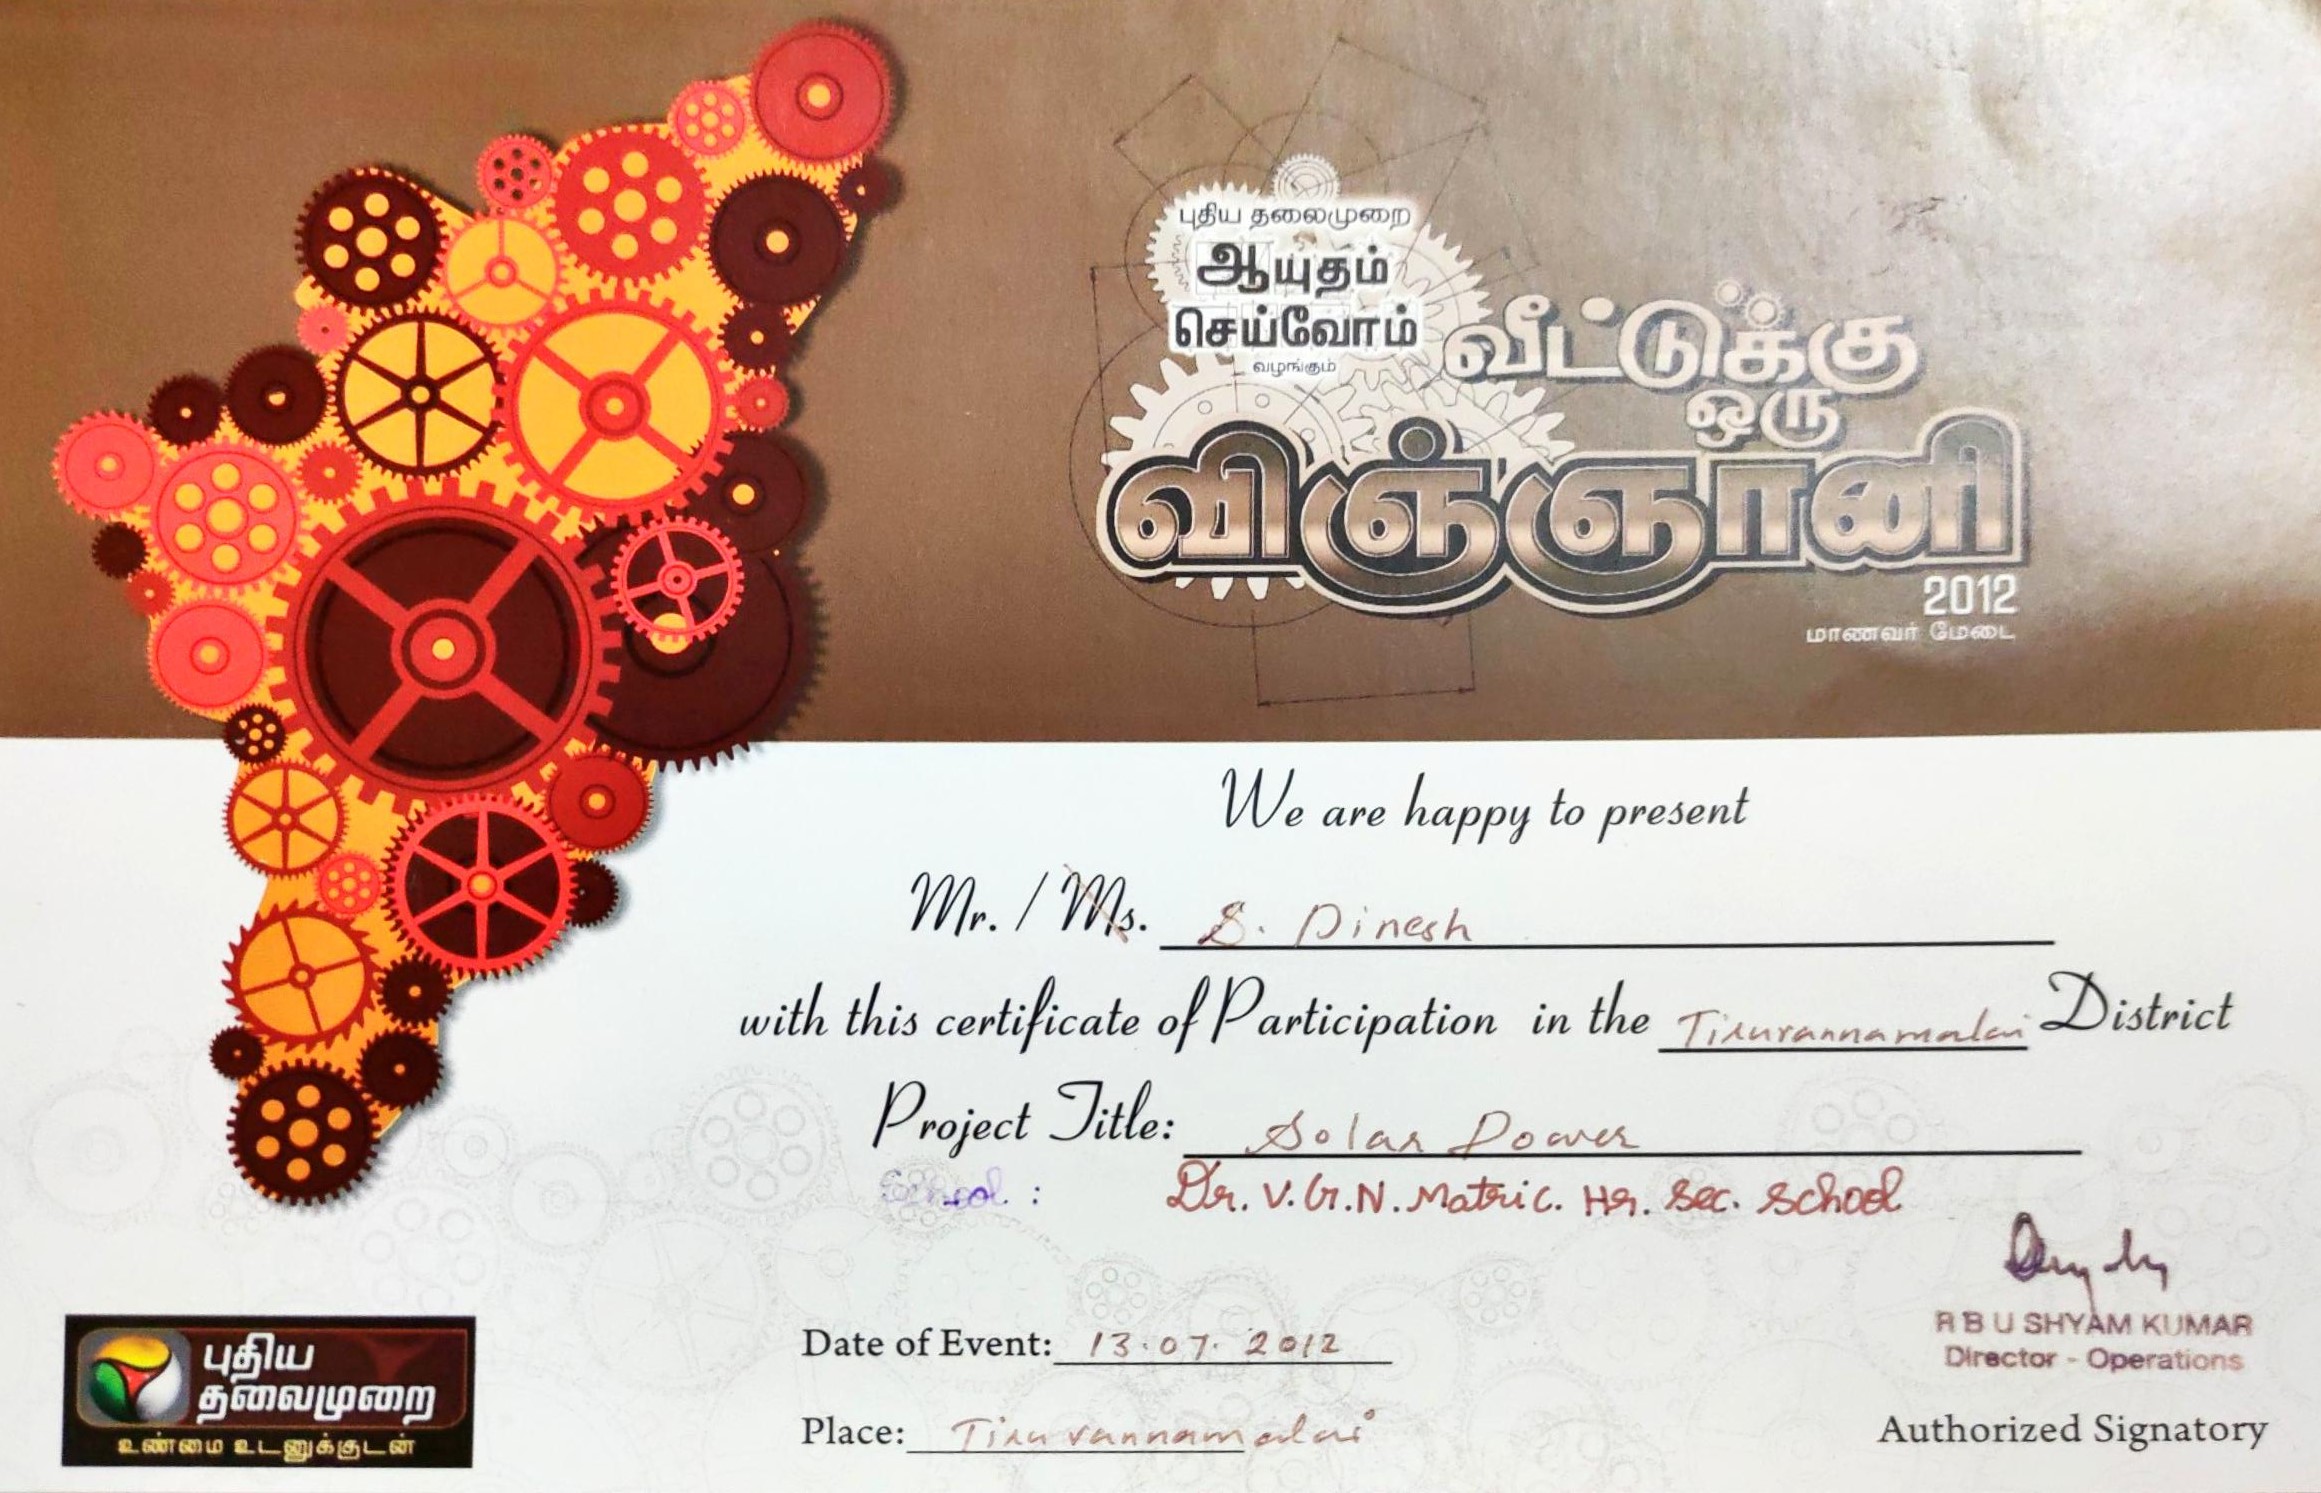 புதிய தலைமுறை
ஆயுதம்
செய்வோம்
வழங்கும்
வீட்டுக்கு
ஒரு
விஞ்ஞானி
2012
மாணவர் மேடை
We are happy to present
Mr. / Ms. S. Dinesh
with this certificate of Participation in the Tiruvannamalai District
Project Title: Solar Power
School : Dr. V.G.N. Matric. Hr. Sec. School
R B U SHYAM KUMAR
Director - Operations
Date of Event: 13.07.2012
Place: Tiruvannamalai
Authorized Signatory
புதிய
தலைமுறை
உண்மை உடனுக்குடன்